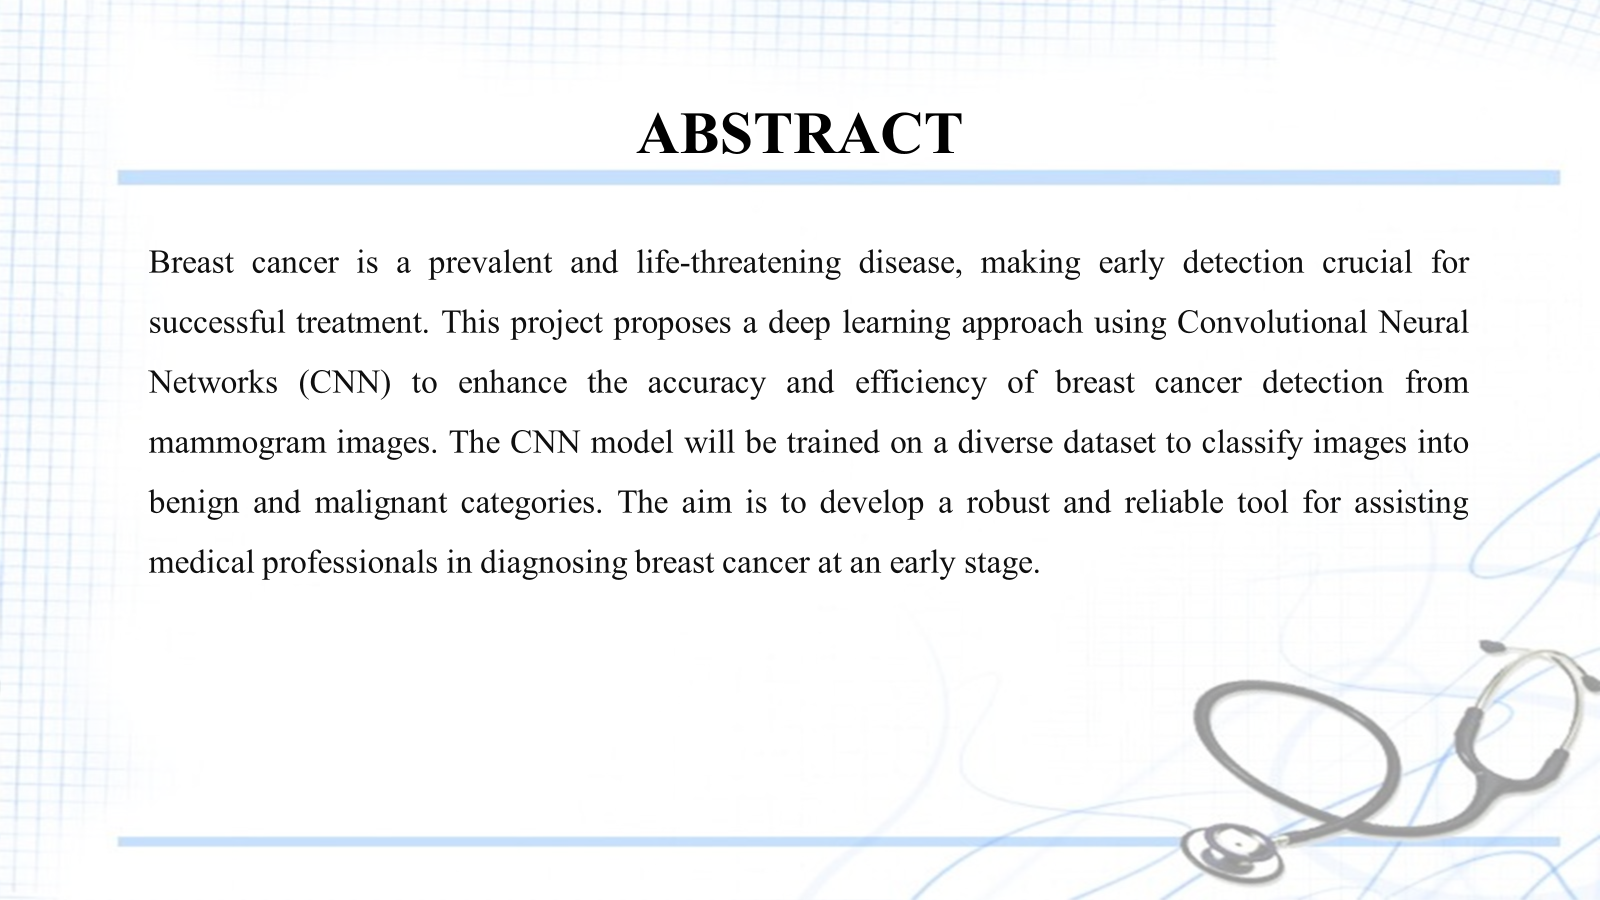 ABSTRACT
Breast cancer is a prevalent and life-threatening disease, making early detection crucial for
successful treatment. This project proposes a deep learning approach using Convolutional Neural
Networks (CNN) to enhance the accuracy and efficiency of breast cancer detection from
mammogram images. The CNN model will be trained on a diverse dataset to classify images into
benign and malignant categories. The aim is to develop a robust and reliable tool for assisting
medical professionals in diagnosing breast cancer at an early stage.